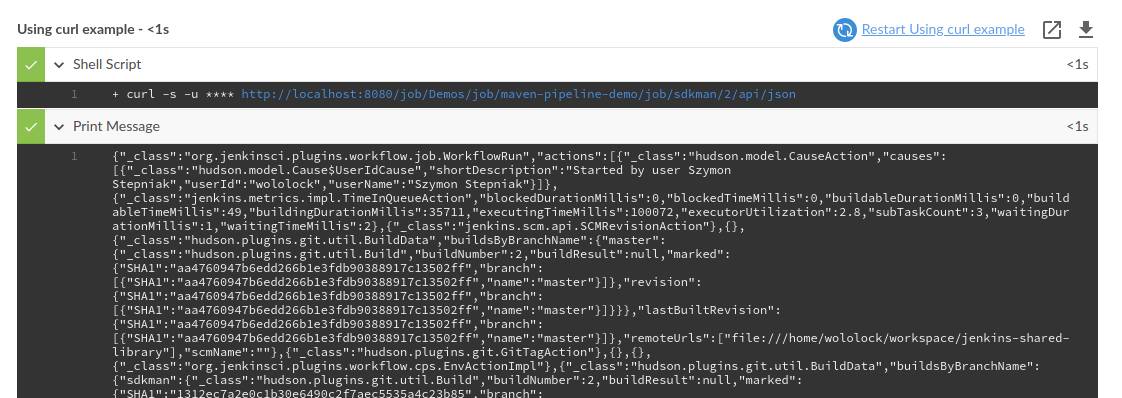 Using curl example - <1s
Restart Using curl example
Shell Script
<1s
1 + curl -s -u **** http://localhost:8080/job/Demos/job/maven-pipeline-demo/job/sdkman/2/api/json
Print Message
<1s
1 {"_class":"org.jenkinsci.plugins.workflow.job.WorkflowRun","actions":[{"_class":"hudson.model.CauseAction","causes":
[{"_class":"hudson.model.Cause$UserIdCause","shortDescription":"Started by user Szymon
Stepniak","userId":"wololock","userName":"Szymon Stepniak"}]},
{"_class":"jenkins.metrics.impl.TimeInQueueAction","blockedDurationMillis":0,"blockedTimeMillis":0,"buildableDurationMillis":0,"build
ableTimeMillis":49,"buildingDurationMillis":35711,"executingTimeMillis":100072,"executorUtilization":2.8,"subTaskCount":3,"waitingDur
ationMillis":1,"waitingTimeMillis":2},{"_class":"jenkins.scm.api.SCMRevisionAction"},{},
{"_class":"hudson.plugins.git.util.BuildData","buildsByBranchName":{"master":
{"_class":"hudson.plugins.git.util.Build","buildNumber":2,"buildResult":null,"marked":
{"SHA1":"aa4760947b6edd266b1e3fdb90388917c13502ff","branch":
[{"SHA1":"aa4760947b6edd266b1e3fdb90388917c13502ff","name":"master"}]},"revision":
{"SHA1":"aa4760947b6edd266b1e3fdb90388917c13502ff","branch":
[{"SHA1":"aa4760947b6edd266b1e3fdb90388917c13502ff","name":"master"}]}}},"lastBuiltRevision":
{"SHA1":"aa4760947b6edd266b1e3fdb90388917c13502ff","branch":
[{"SHA1":"aa4760947b6edd266b1e3fdb90388917c13502ff","name":"master"}]},"remoteUrls":["file:///home/wololock/workspace/jenkins-shared-
library"],"scmName":""},{"_class":"hudson.plugins.git.GitTagAction"},{},{},
{"_class":"org.jenkinsci.plugins.workflow.cps.EnvActionImpl"},{"_class":"hudson.plugins.git.util.BuildData","buildsByBranchName":
{"sdkman":{"_class":"hudson.plugins.git.util.Build","buildNumber":2,"buildResult":null,"marked":
{"SHA1":"1312ec7a2e0c1b30e6490c2f7aec5535a4c23b85","branch":